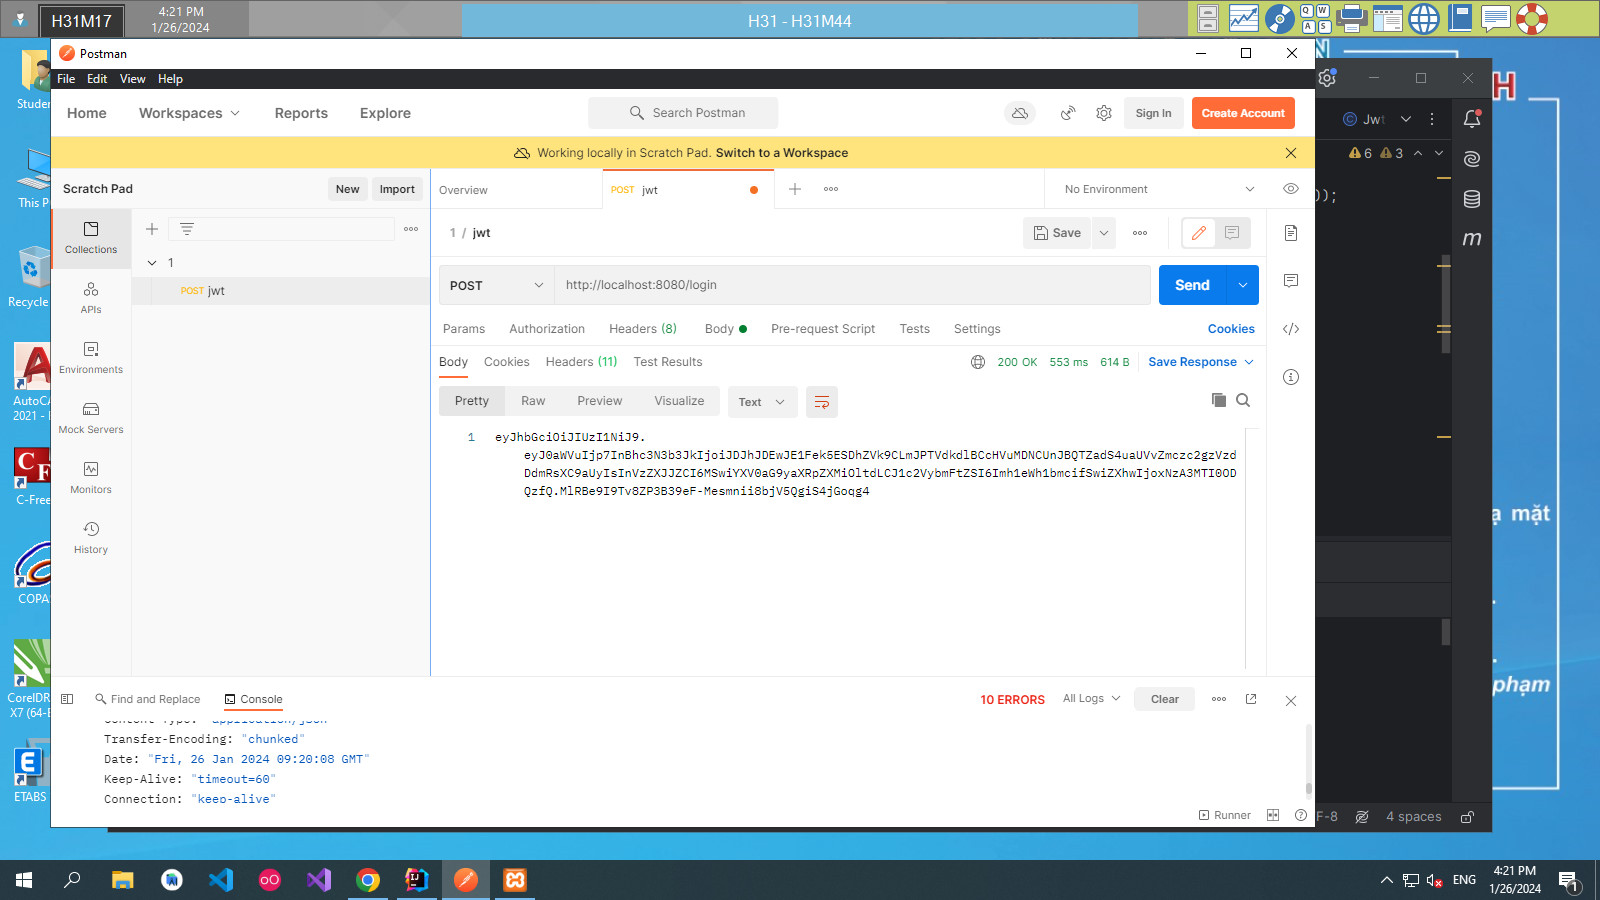 H31M17
4:21 PM
1/26/2024
H31 - H31M44
Q W
A S
Postman
File Edit View Help
Home Workspaces Reports Explore
Search Postman
Sign In
Create Account
Working locally in Scratch Pad. Switch to a Workspace
Scratch Pad
New
Import
Overview
POST jwt
No Environment
Collections
APIs
Environments
Mock Servers
Monitors
History
1
POST jwt
1 / jwt
Save
POST
http://localhost:8080/login
Send
Params Authorization Headers (8) Body Pre-request Script Tests Settings
Cookies
Body Cookies Headers (11) Test Results
200 OK 553 ms 614 B Save Response
Pretty Raw Preview Visualize Text
1
10 ERRORS
All Logs
Clear
Find and Replace
Console
Content-Type: "application/json"
Transfer-Encoding: "chunked"
Date: "Fri, 26 Jan 2024 09:20:08 GMT"
Keep-Alive: "timeout=60"
Connection: "keep-alive"
Runner
Studen
This P
Recycle
AutoCA
2021 -
C-Free
COPA
CorelDR
X7 (64-B
ETABS
Jwt
6 3
));
m
N
H
ạ mặt
phạm
F-8
4 spaces
ENG
4:21 PM
1/26/2024
1